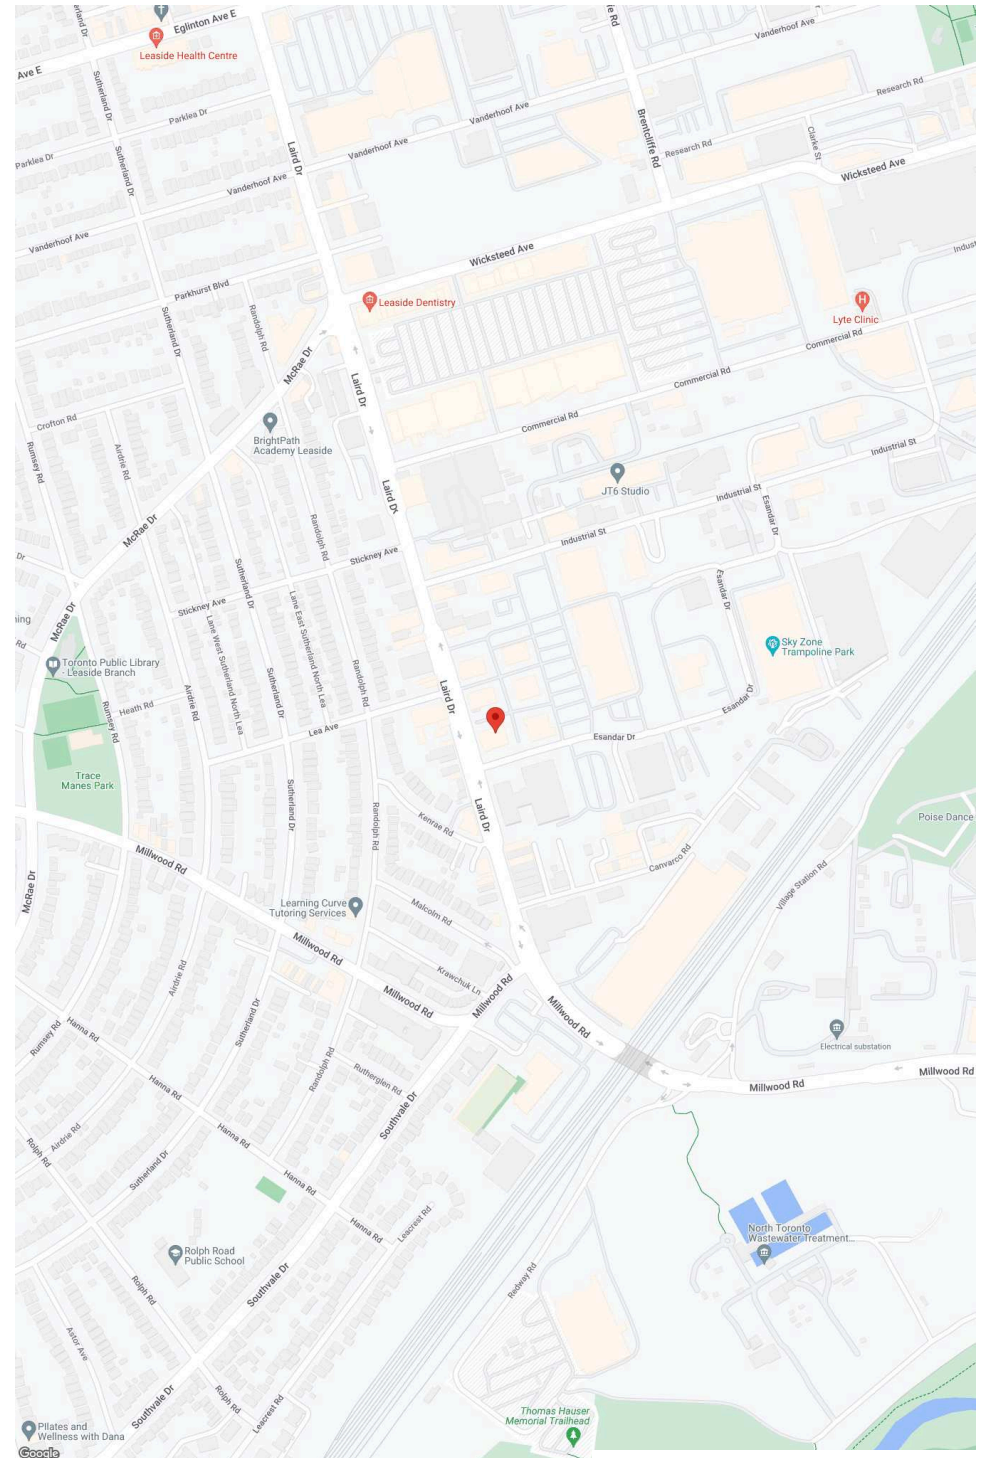 Sutherland Dr
Eglinton Ave E
ie Rd
Vanderhoof Ave
Leaside Health Centre
Ave E
Sutherland Dr
Research Rd
Parklea Dr
Vanderhoof Ave
Brentcliffe Rd
Clarke St
Parklea Dr
Sutherland Dr
Laird Dr
Vanderhoof Ave
Research Rd
Wicksteed Ave
Vanderhoof Ave
Vanderhoof Ave
Wicksteed Ave
Indust
Parkhurst Blvd
Leaside Dentistry
Randolph Rd
Sutherland Dr
Lyte Clinic
Commercial Rd
McRae Dr
Laird Dr
Commercial Rd
Crofton Rd
Commercial Rd
BrightPath
Academy Leaside
Airdrie Rd
Rumsey Rd
Industrial St
JT6 Studio
Laird Dr
Industrial St
Esandar Dr
McRae Dr
Randolph Rd
Industrial St
Stickney Ave
Dr
Sutherland Dr
Esandar Dr
Stickney Ave
Lane East Sutherland North Lea
Lane West Sutherland North Lea
ning
McRae Dr
Rd
Sky Zone
Trampoline Park
Toronto Public Library
- Leaside Branch
Randolph Rd
Sutherland Dr
Airdrie Rd
Laird Dr
Esandar Dr
Heath Rd
Rumsey Rd
Lea Ave
Esandar Dr
Trace
Manes Park
Sutherland Dr
Randolph Rd
Laird Dr
Kenrae Rd
Poise Dance
Millwood Rd
Canvarco Rd
McRae Dr
Village Station Rd
Learning Curve
Tutoring Services
Malcolm Rd
Millwood Rd
Airdrie Rd
Krawchuk Ln
Millwood Rd
Millwood Rd
Millwood Rd
Sutherland Dr
Rumsey Rd
Hanna Rd
Electrical substation
Randolph Rd
Rutherglen Rd
Millwood Rd
Millwood Rd
Hanna Rd
Southvale Dr
Airdrie Rd
Hanna Rd
Rolph Rd
Sutherland Dr
Hanna Rd
Hanna Rd
Leacrest Rd
North Toronto
Wastewater Treatment...
Rolph Road
Public School
Southvale Dr
Redway Rd
Rolph Rd
Astor Ave
Southvale Dr
Rolph Rd
Leacrest Rd
Thomas Hauser
Memorial Trailhead
Pilates and
Wellness with Dana
Google